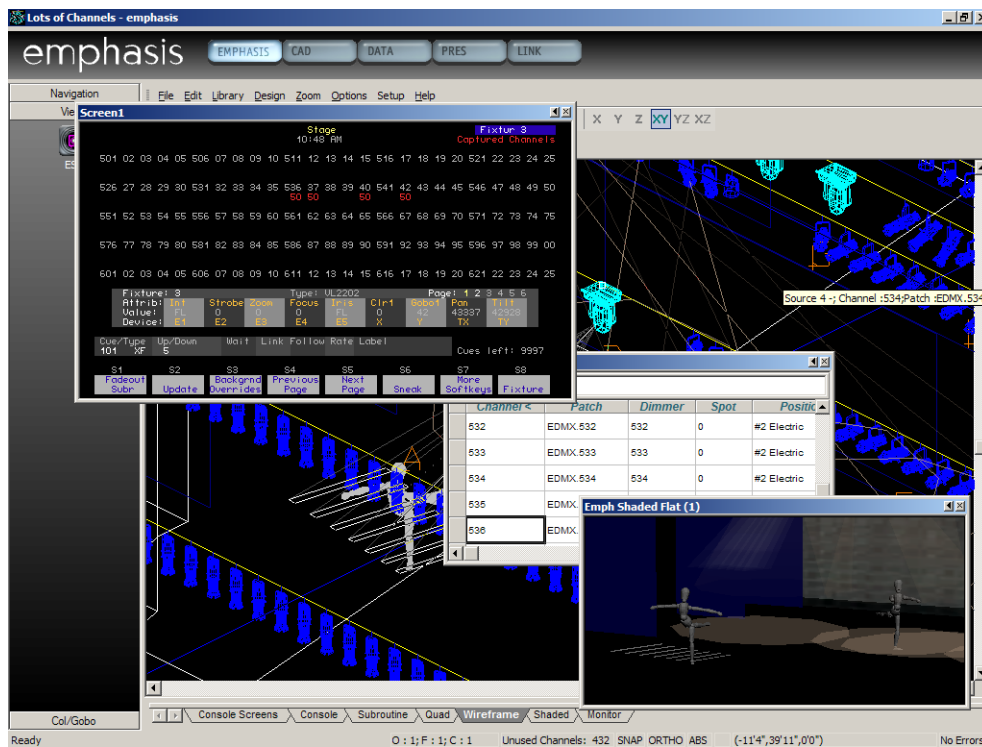 Lots of Channels - emphasis
emphasis EMPHASIS CAD DATA PRES LINK
Navigation
File Edit Library Design Zoom Options Setup Help
Vie
ES
Screen1
X Y Z XY YZ XZ
Stage Fixtur 3
10:48 AM Captured Channels
501 02 03 04 05 506 07 08 09 10 511 12 13 14 15 516 17 18 19 20 521 22 23 24 25
526 27 28 29 30 531 32 33 34 35 536 37 38 39 40 541 42 43 44 45 546 47 48 49 50
50 50 50 50
551 52 53 54 55 556 57 58 59 60 561 62 63 64 65 566 67 68 69 70 571 72 73 74 75
576 77 78 79 80 581 82 83 84 85 586 87 88 89 90 591 92 93 94 95 596 97 98 99 00
601 02 03 04 05 606 07 08 09 10 611 12 13 14 15 616 17 18 19 20 621 22 23 24 25
Fixture: 3 Type: VL2202 Page: 1 2 3 4 5 6
Attrib: Int Strobe Zoom Focus Iris Clr1 Gobo1 Pan Tilt
Value: FL 0 0 0 FL 0 42 43337 42928
Device: E1 E2 E3 E4 E5 X Y TX TY
Cue/Type Up/Down Wait Link Follow Rate Label
101 XF 5 Cues left: 9997
S1 S2 S3 S4 S5 S6 S7 S8
Fadeout Backgrnd Previous Next More
Subr Update Overrides Page Page Sneak Softkeys Fixture
Source 4 -; Channel :534;Patch :EDMX.534
Channel < Patch Dimmer Spot Positic
532 EDMX.532 532 0 #2 Electric
533 EDMX.533 533 0 #2 Electric
534 EDMX.534 534 0 #2 Electric
535 EDMX.
536 EDMX.
Emph Shaded Flat (1)
Col/Gobo
Console Screens Console Subroutine Quad Wireframe Shaded Monitor
Ready O : 1; F : 1; C : 1 Unused Channels: 432 SNAP ORTHO ABS (-11'4",39'11",0'0") No Errors